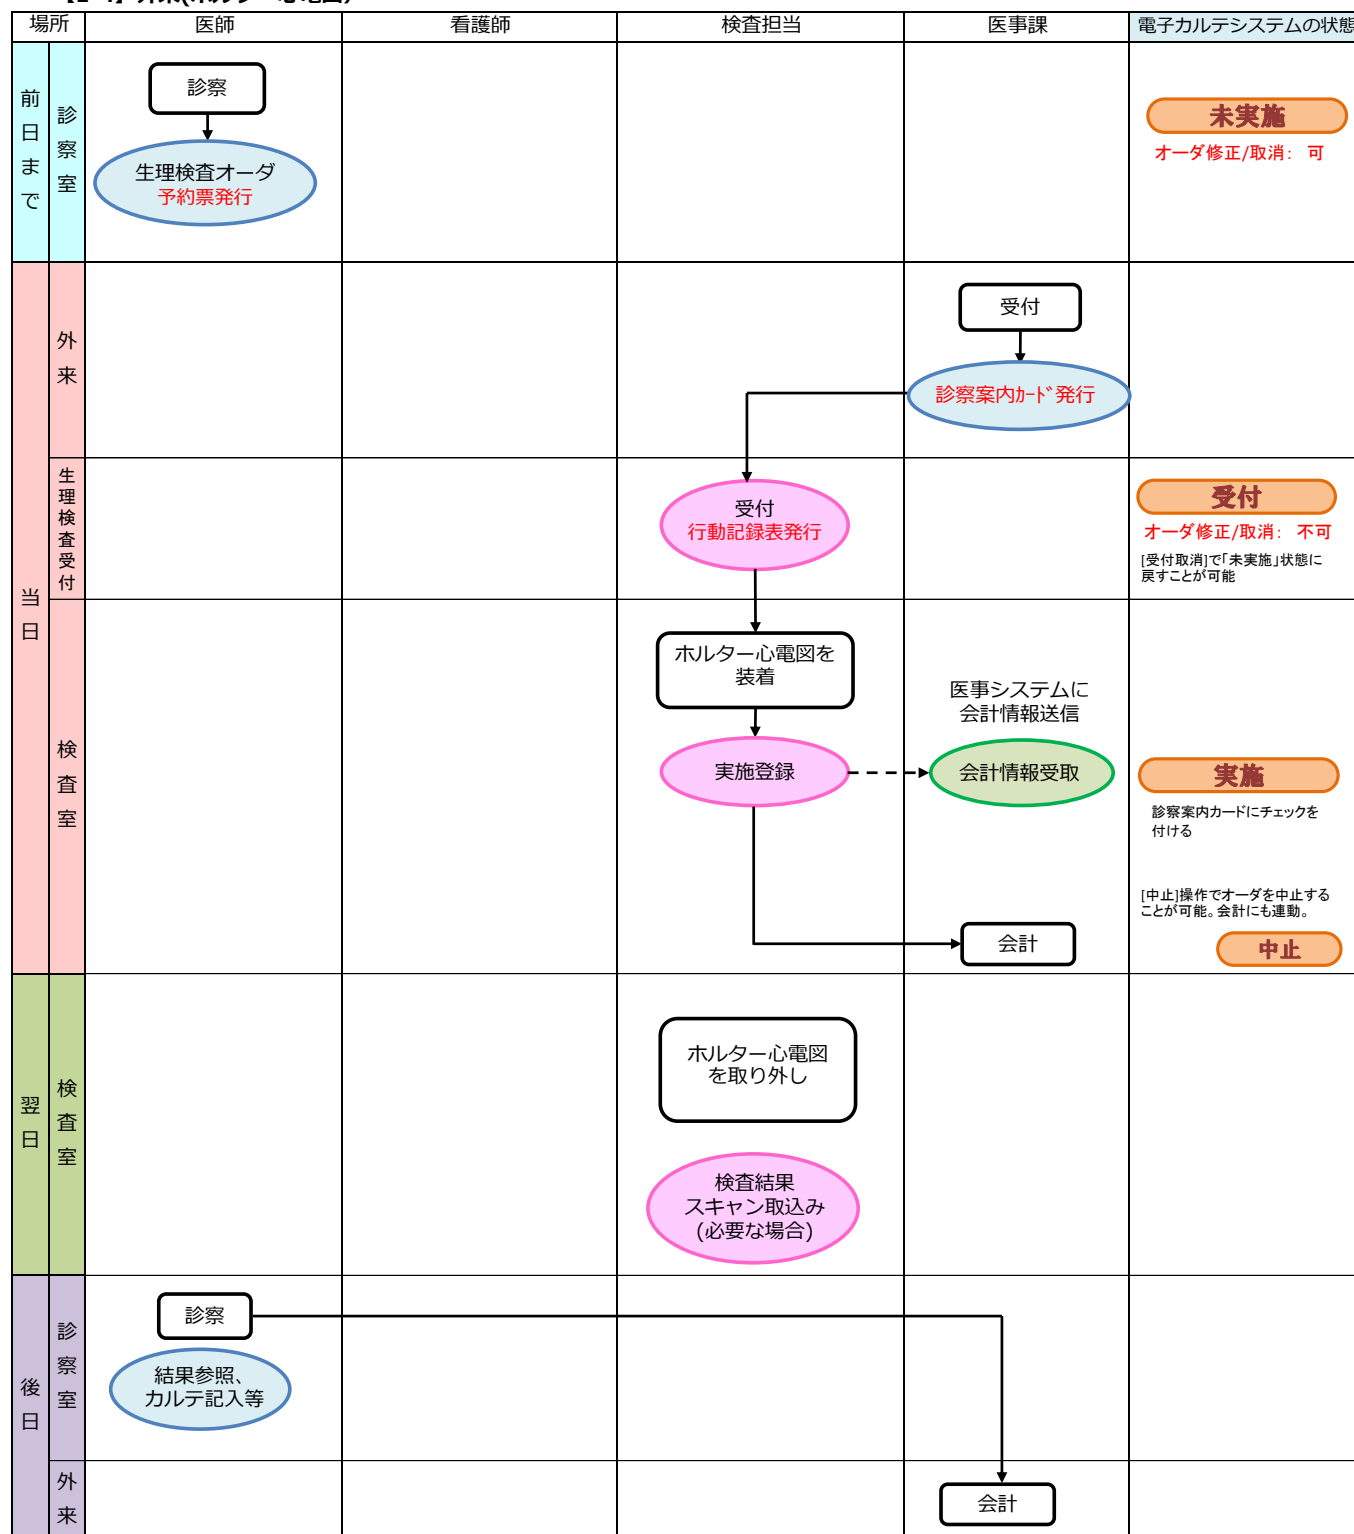 場所
医師
看護師
検査担当
医事課
電子カルテシステムの状態
前日まで
診察室
診察
生理検査オーダ
予約票発行
未実施
オーダ修正/取消: 可
当日
外来
受付
診察案内ｶｰﾄﾞ発行
生理検査受付
受付
行動記録表発行
受付
オーダ修正/取消: 不可
[受付取消]で「未実施」状態に
戻すことが可能
検査室
ホルター心電図を
装着
医事システムに
会計情報送信
実施登録
会計情報受取
実施
診察案内カードにチェックを
付ける
[中止]操作でオーダを中止する
ことが可能。会計にも連動。
会計
中止
翌日
検査室
ホルター心電図
を取り外し
検査結果
スキャン取込み
(必要な場合)
後日
診察室
診察
結果参照、
カルテ記入等
外来
会計